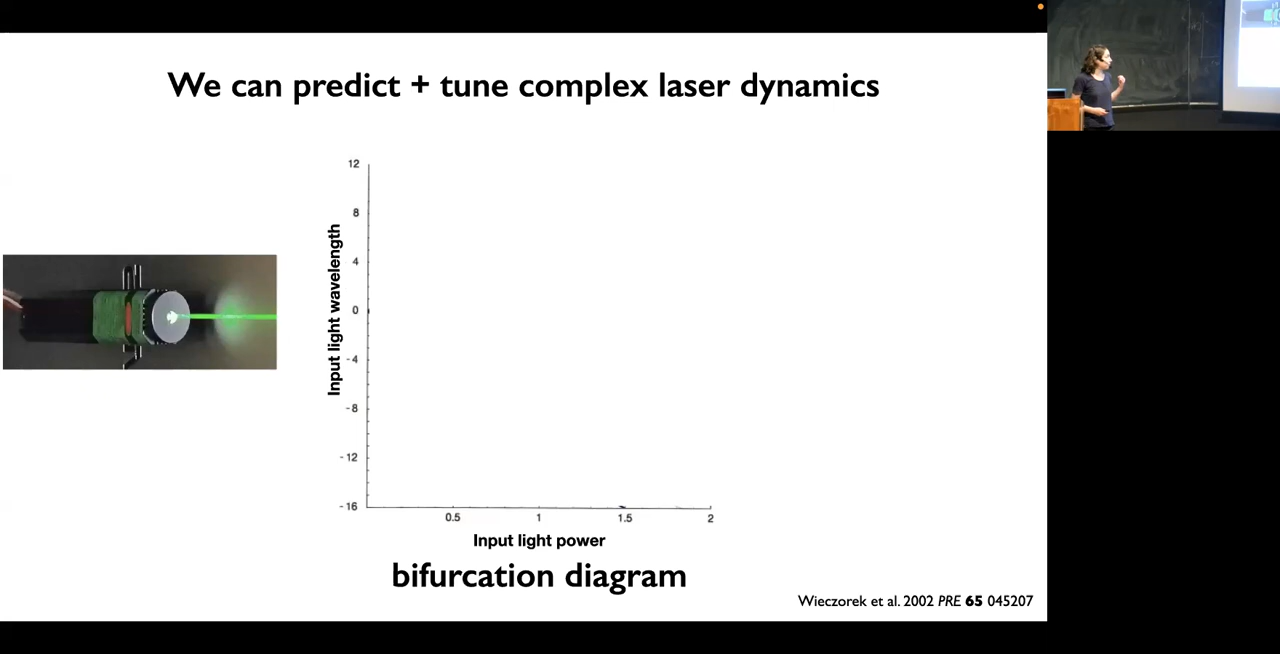 We can predict + tune complex laser dynamics
12
8
4
0
-4
-8
-12
-16
Input light wavelength
0.5 1 1.5 2
Input light power
bifurcation diagram
Wieczorek et al. 2002 PRE 65 045207